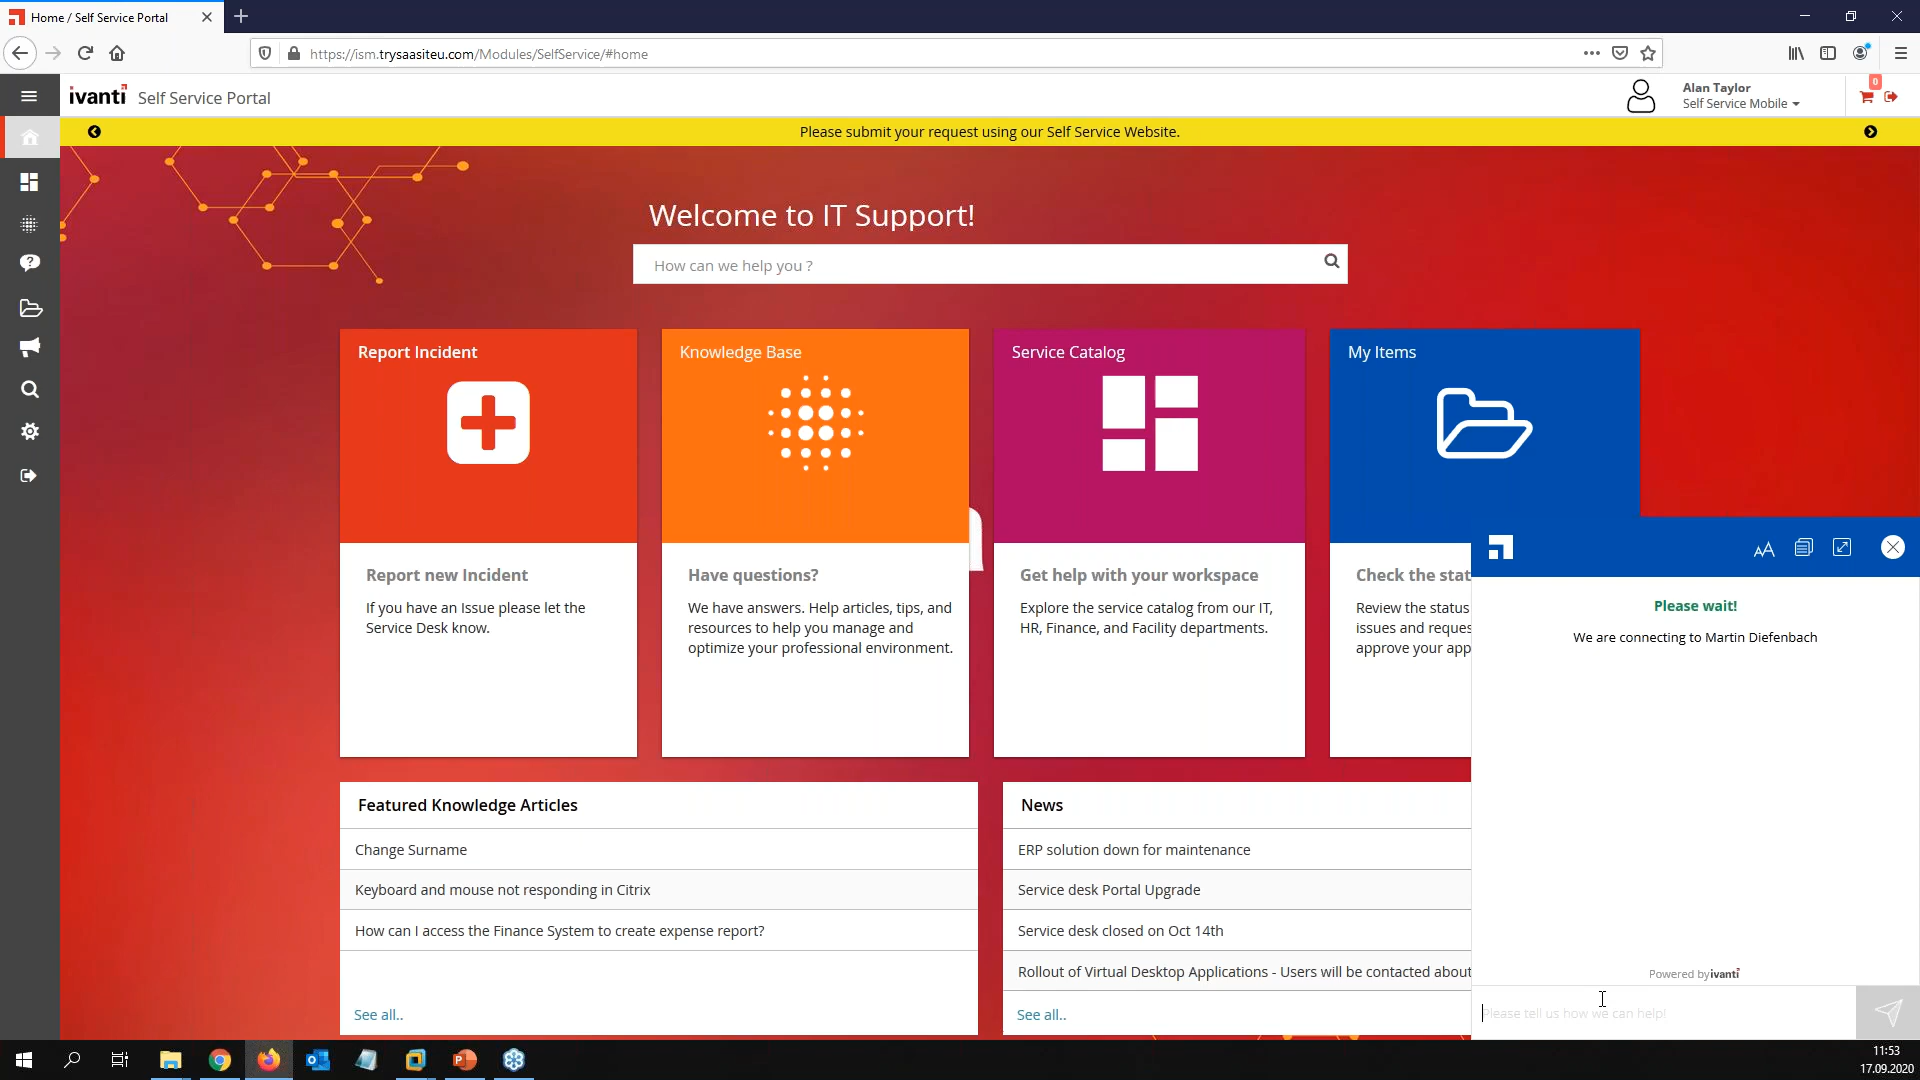 Home / Self Service Portal
https://ism.trysaasiteu.com/Modules/SelfService/#home
ivanti Self Service Portal
Alan Taylor
Self Service Mobile
0
Please submit your request using our Self Service Website.
Welcome to IT Support!
How can we help you ?
Report Incident
Knowledge Base
Service Catalog
My Items
Report new Incident
If you have an Issue please let the
Service Desk know.
Have questions?
We have answers. Help articles, tips, and
resources to help you manage and
optimize your professional environment.
Get help with your workspace
Explore the service catalog from our IT,
HR, Finance, and Facility departments.
Check the stat
Review the status
issues and reques
approve your app
AA
Please wait!
We are connecting to Martin Diefenbach
Featured Knowledge Articles
Change Surname
Keyboard and mouse not responding in Citrix
How can I access the Finance System to create expense report?
See all..
News
ERP solution down for maintenance
Service desk Portal Upgrade
Service desk closed on Oct 14th
Rollout of Virtual Desktop Applications - Users will be contacted about
See all..
Powered by ivanti
Please tell us how we can help!
11:53
17.09.2020